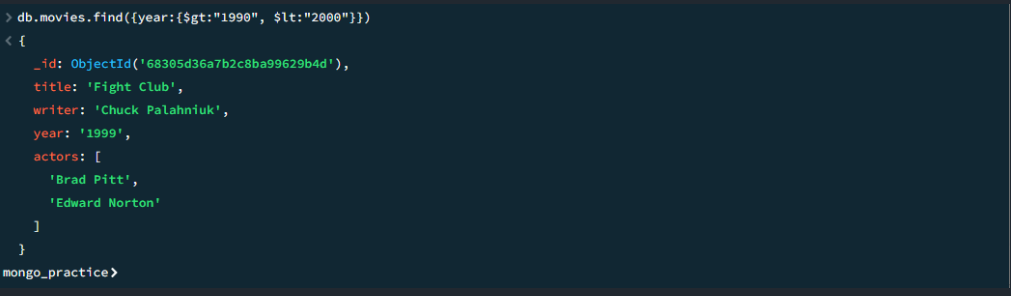 > db.movies.find({year:{$gt:"1990", $lt:"2000"}})
< {
_id: ObjectId('68305d36a7b2c8ba99629b4d'),
title: 'Fight Club',
writer: 'Chuck Palahniuk',
year: '1999',
actors: [
'Brad Pitt',
'Edward Norton'
]
}
mongo_practice>